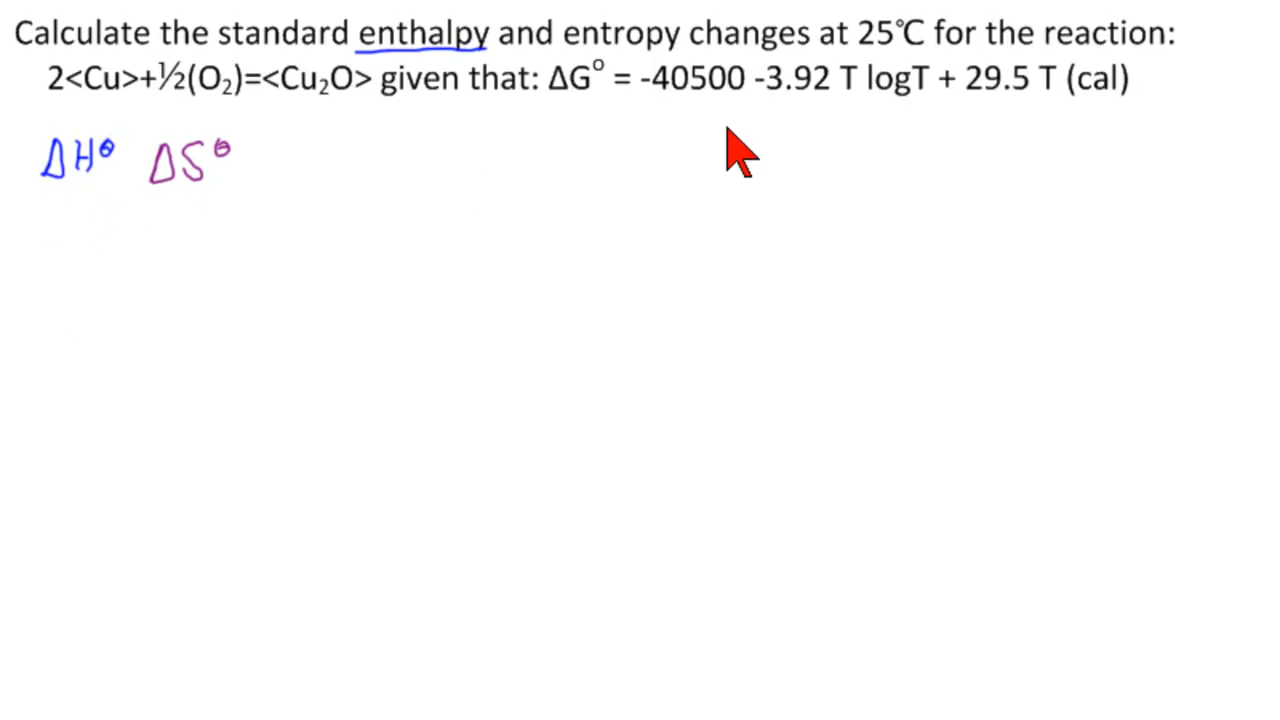 Calculate the standard enthalpy and entropy changes at 25℃ for the reaction:
2<Cu>+½(O₂)=<Cu₂O> given that: ΔG° = -40500 -3.92 T logT + 29.5 T (cal)
ΔH° ΔS°